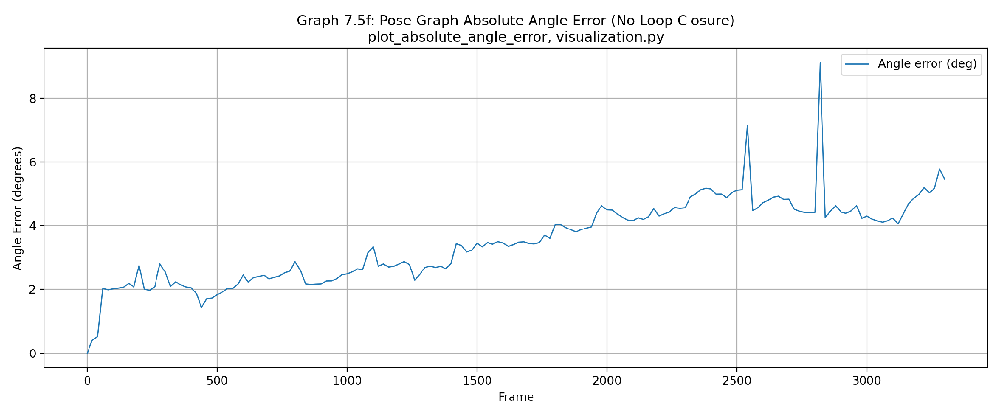 Graph 7.5f: Pose Graph Absolute Angle Error (No Loop Closure)
plot_absolute_angle_error, visualization.py
Angle error (deg)
Angle Error (degrees)
8
6
4
2
0
0 500 1000 1500 2000 2500 3000
Frame